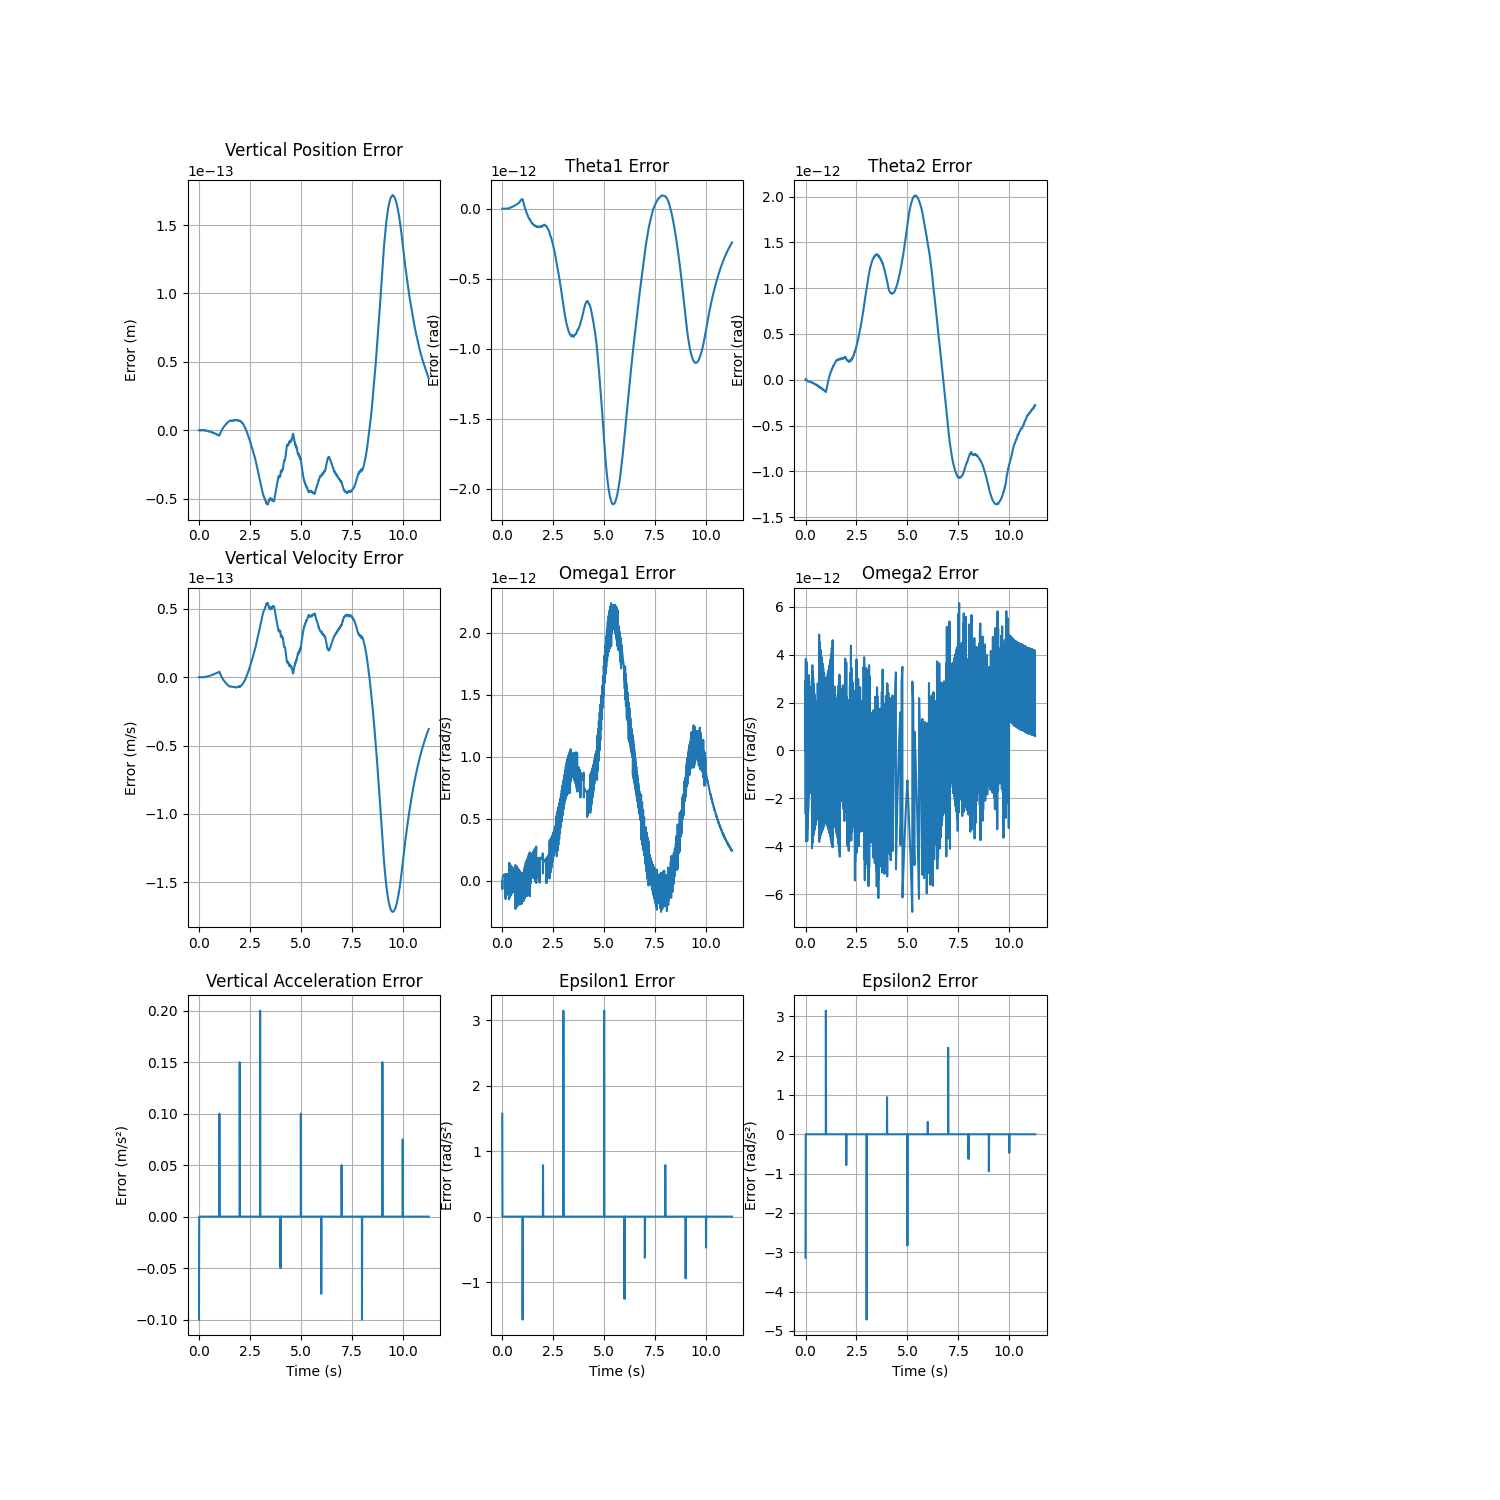 Vertical Position Error
Theta1 Error
Theta2 Error
1e−13
1e−12
1e−12
1.5
1.0
0.5
0.0
−0.5
Error (m)
0.0
−0.5
−1.0
−1.5
−2.0
Error (rad)
2.0
1.5
1.0
0.5
0.0
−0.5
−1.0
−1.5
Error (rad)
0.0 2.5 5.0 7.5 10.0
0.0 2.5 5.0 7.5 10.0
0.0 2.5 5.0 7.5 10.0
Vertical Velocity Error
Omega1 Error
Omega2 Error
1e−13
1e−12
1e−12
0.5
0.0
−0.5
−1.0
−1.5
Error (m/s)
2.0
1.5
1.0
0.5
0.0
Error (rad/s)
6
4
2
0
−2
−4
−6
Error (rad/s)
0.0 2.5 5.0 7.5 10.0
0.0 2.5 5.0 7.5 10.0
0.0 2.5 5.0 7.5 10.0
Vertical Acceleration Error
Epsilon1 Error
Epsilon2 Error
0.20
0.15
0.10
0.05
0.00
−0.05
−0.10
Error (m/s²)
3
2
1
0
−1
Error (rad/s²)
3
2
1
0
−1
−2
−3
−4
−5
Error (rad/s²)
0.0 2.5 5.0 7.5 10.0
0.0 2.5 5.0 7.5 10.0
0.0 2.5 5.0 7.5 10.0
Time (s)
Time (s)
Time (s)